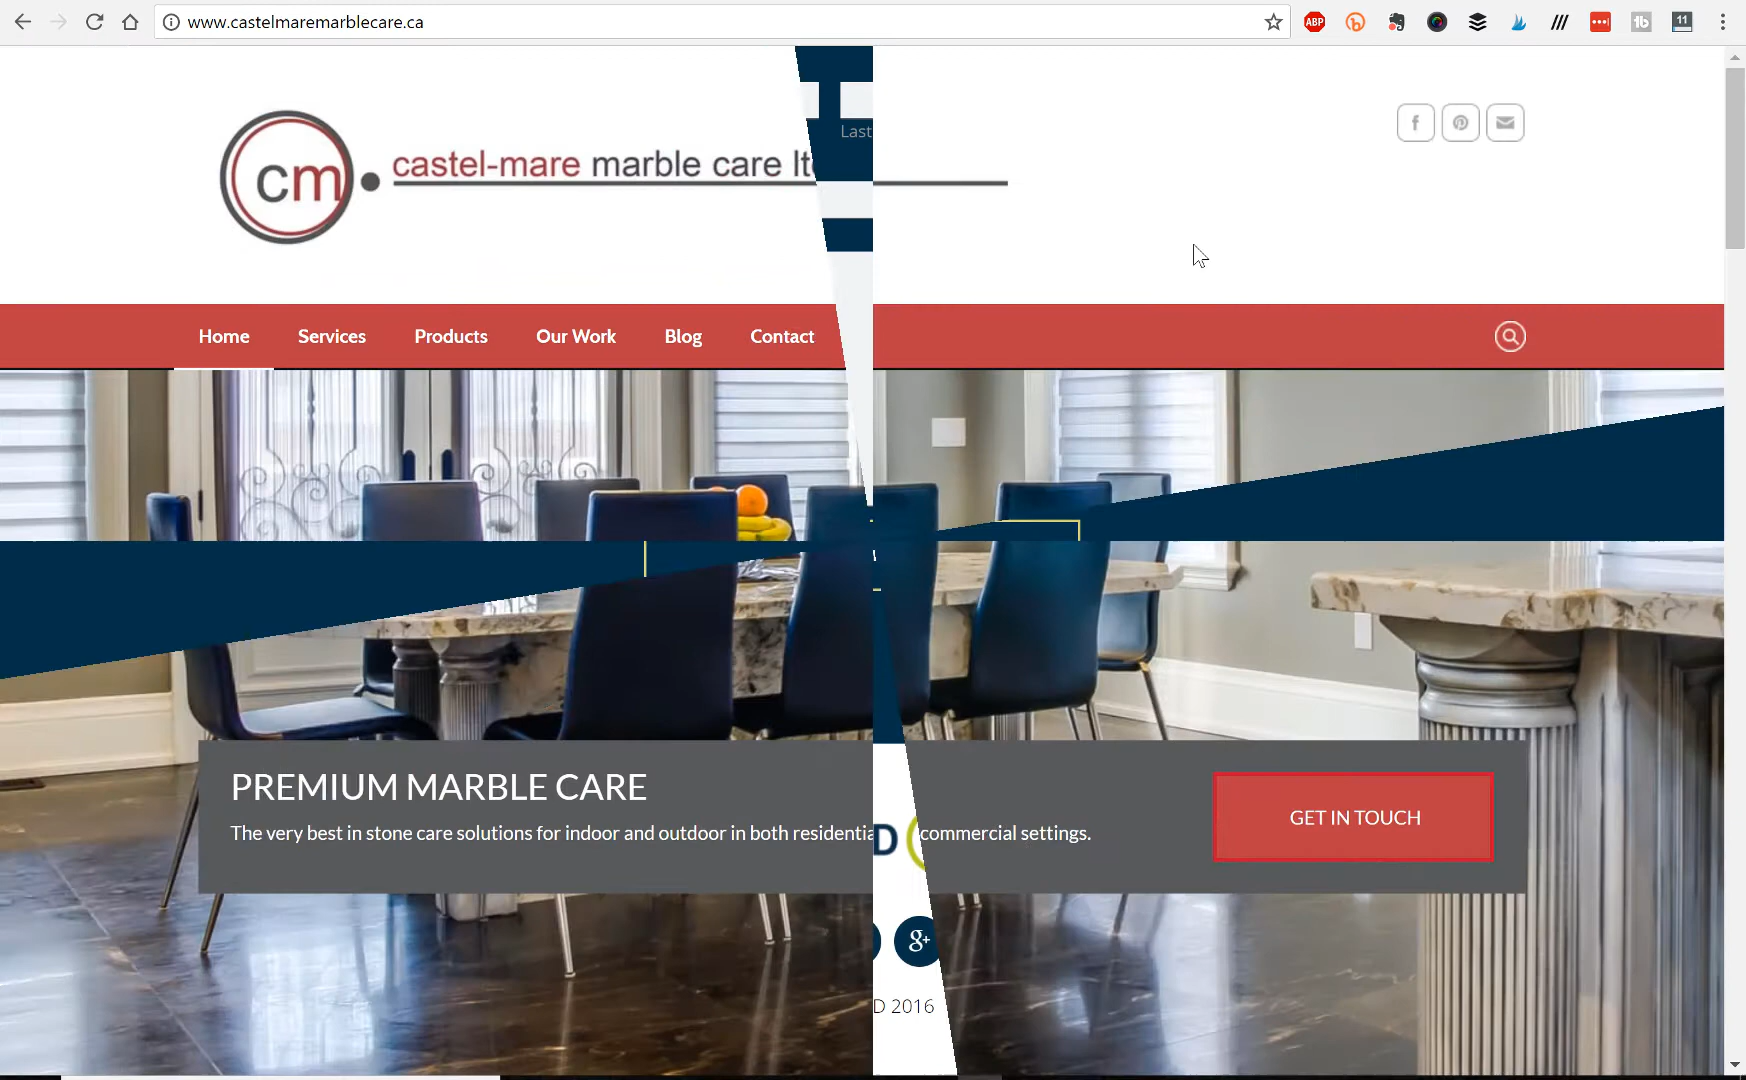 www.castelmaremarblecare.ca
ABP
11
Last
cm
castel-mare marble care
Home
Services
Products
Our Work
Blog
Contact
PREMIUM MARBLE CARE
The very best in stone care solutions for indoor and outdoor in both commercial settings.
GET IN TOUCH
D
g+
D 2016